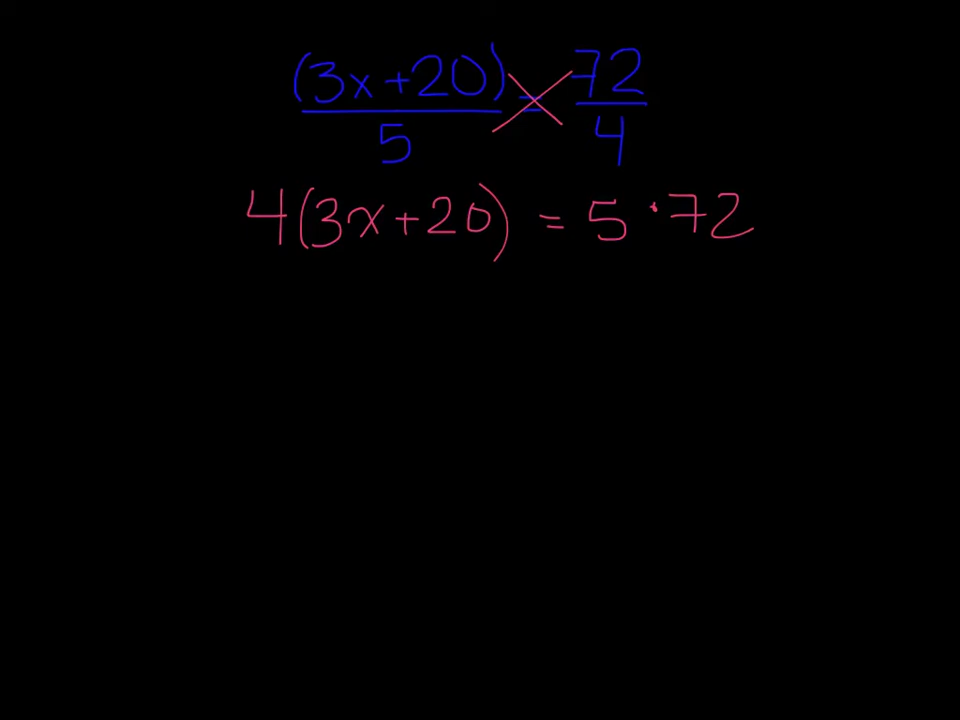 (3x+20)/5 = 72/4
4(3x+20) = 5·72